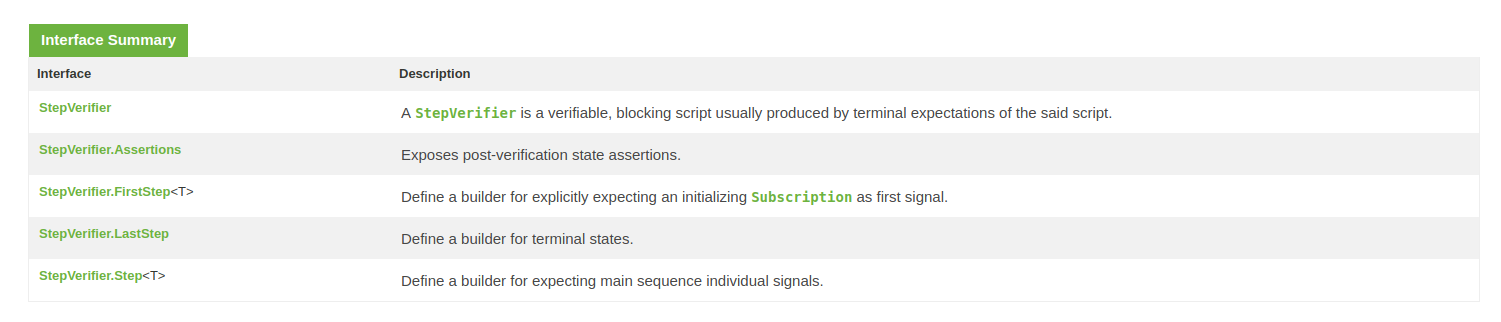 Interface Summary
Interface Description
StepVerifier A StepVerifier is a verifiable, blocking script usually produced by terminal expectations of the said script.
StepVerifier.Assertions Exposes post-verification state assertions.
StepVerifier.FirstStep<T> Define a builder for explicitly expecting an initializing Subscription as first signal.
StepVerifier.LastStep Define a builder for terminal states.
StepVerifier.Step<T> Define a builder for expecting main sequence individual signals.